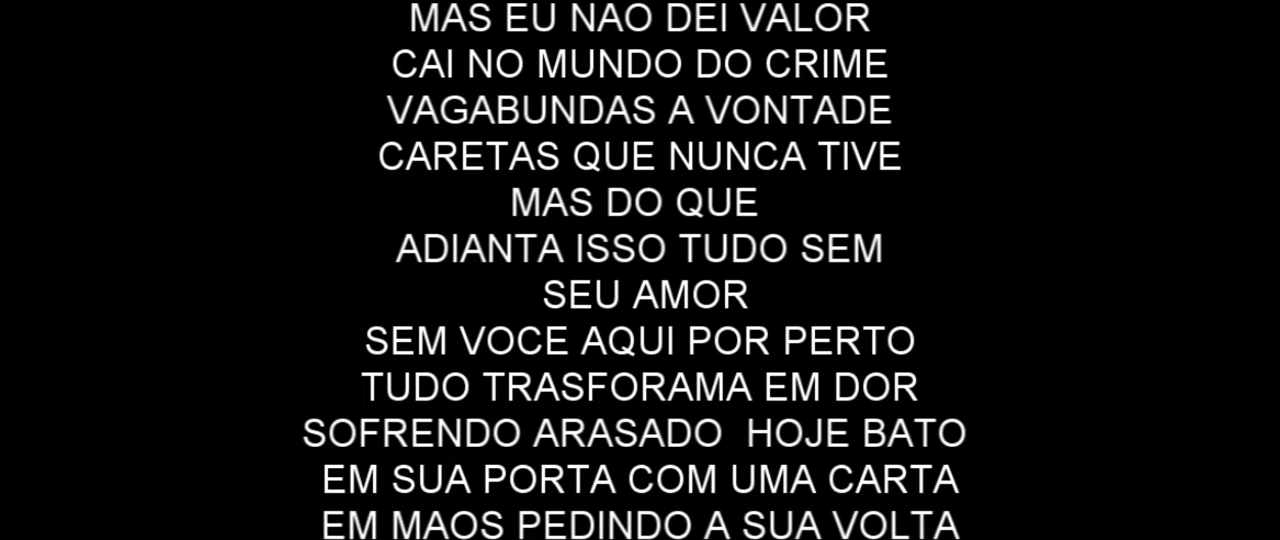 MAS EU NAO DEI VALOR
CAI NO MUNDO DO CRIME
VAGABUNDAS A VONTADE
CARETAS QUE NUNCA TIVE
MAS DO QUE
ADIANTA ISSO TUDO SEM
SEU AMOR
SEM VOCE AQUI POR PERTO
TUDO TRASFORAMA EM DOR
SOFRENDO ARASADO  HOJE BATO
EM SUA PORTA COM UMA CARTA
EM MAOS PEDINDO A SUA VOLTA